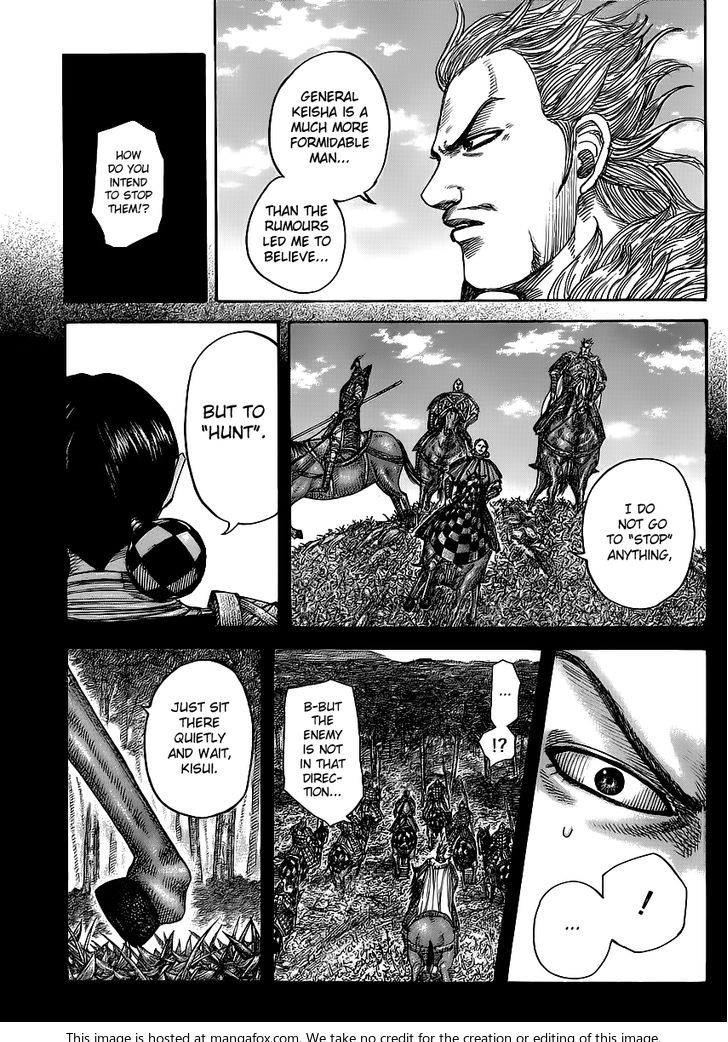 GENERAL
KEISHA IS A
MUCH MORE
FORMIDABLE
MAN...
THAN THE
RUMOURS
LED ME TO
BELIEVE...
HOW
DO YOU
INTEND
TO STOP
THEM!?
I DO
NOT GO
TO "STOP"
ANYTHING,
BUT TO
"HUNT".
!
...
...
!?
B-BUT
THE
ENEMY
IS NOT
IN THAT
DIREC-
TION...
JUST SIT
THERE
QUIETLY
AND WAIT,
KISUI.
This image is hosted at mangafox.com. We take no credit for the creation or editing of this image.